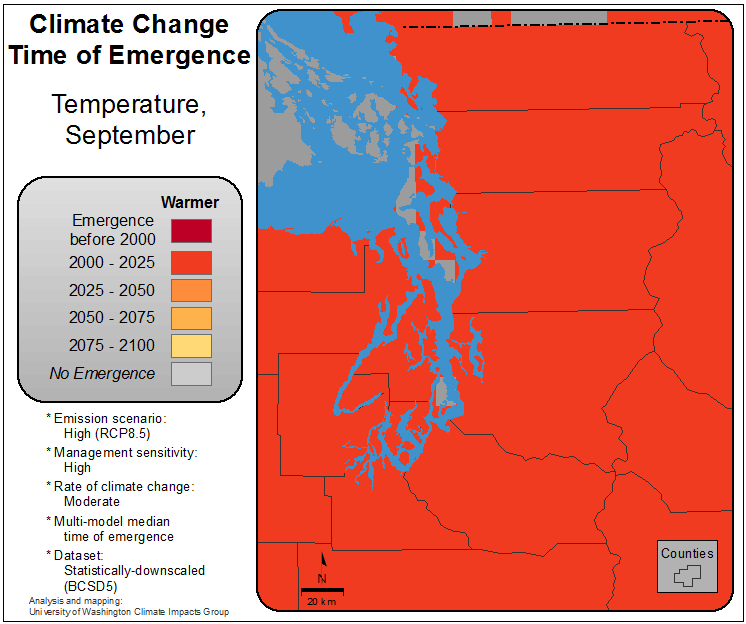 Climate Change
Time of Emergence
Temperature,
September
Warmer
Emergence
before 2000
2000 - 2025
2025 - 2050
2050 - 2075
2075 - 2100
No Emergence
* Emission scenario:
High (RCP8.5)
* Management sensitivity:
High
* Rate of climate change:
Moderate
* Multi-model median
time of emergence
* Dataset:
Statistically-downscaled
(BCSD5)
Analysis and mapping:
University of Washington Climate Impacts Group
N
20 km
Counties